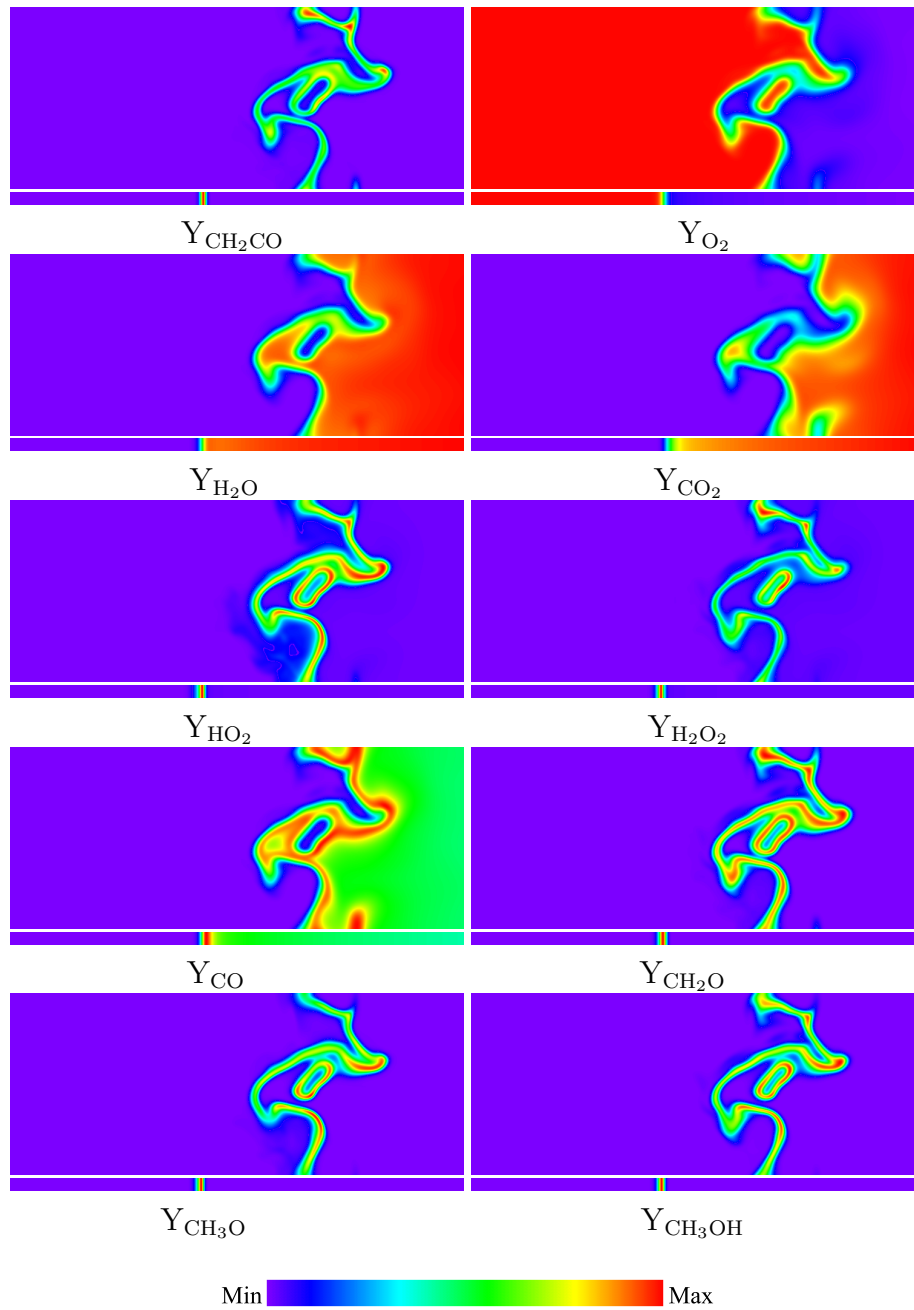 Y_CH₂CO Y_O₂
Y_H₂O Y_CO₂
Y_HO₂ Y_H₂O₂
Y_CO Y_CH₂O
Y_CH₃O Y_CH₃OH
Min Max